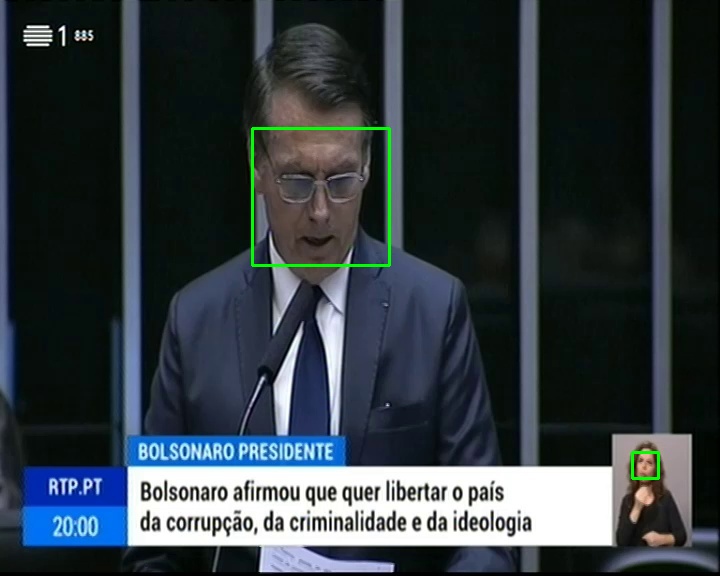 1 885
BOLSONARO PRESIDENTE
RTP.PT
Bolsonaro afirmou que quer libertar o país
20:00
da corrupção, da criminalidade e da ideologia